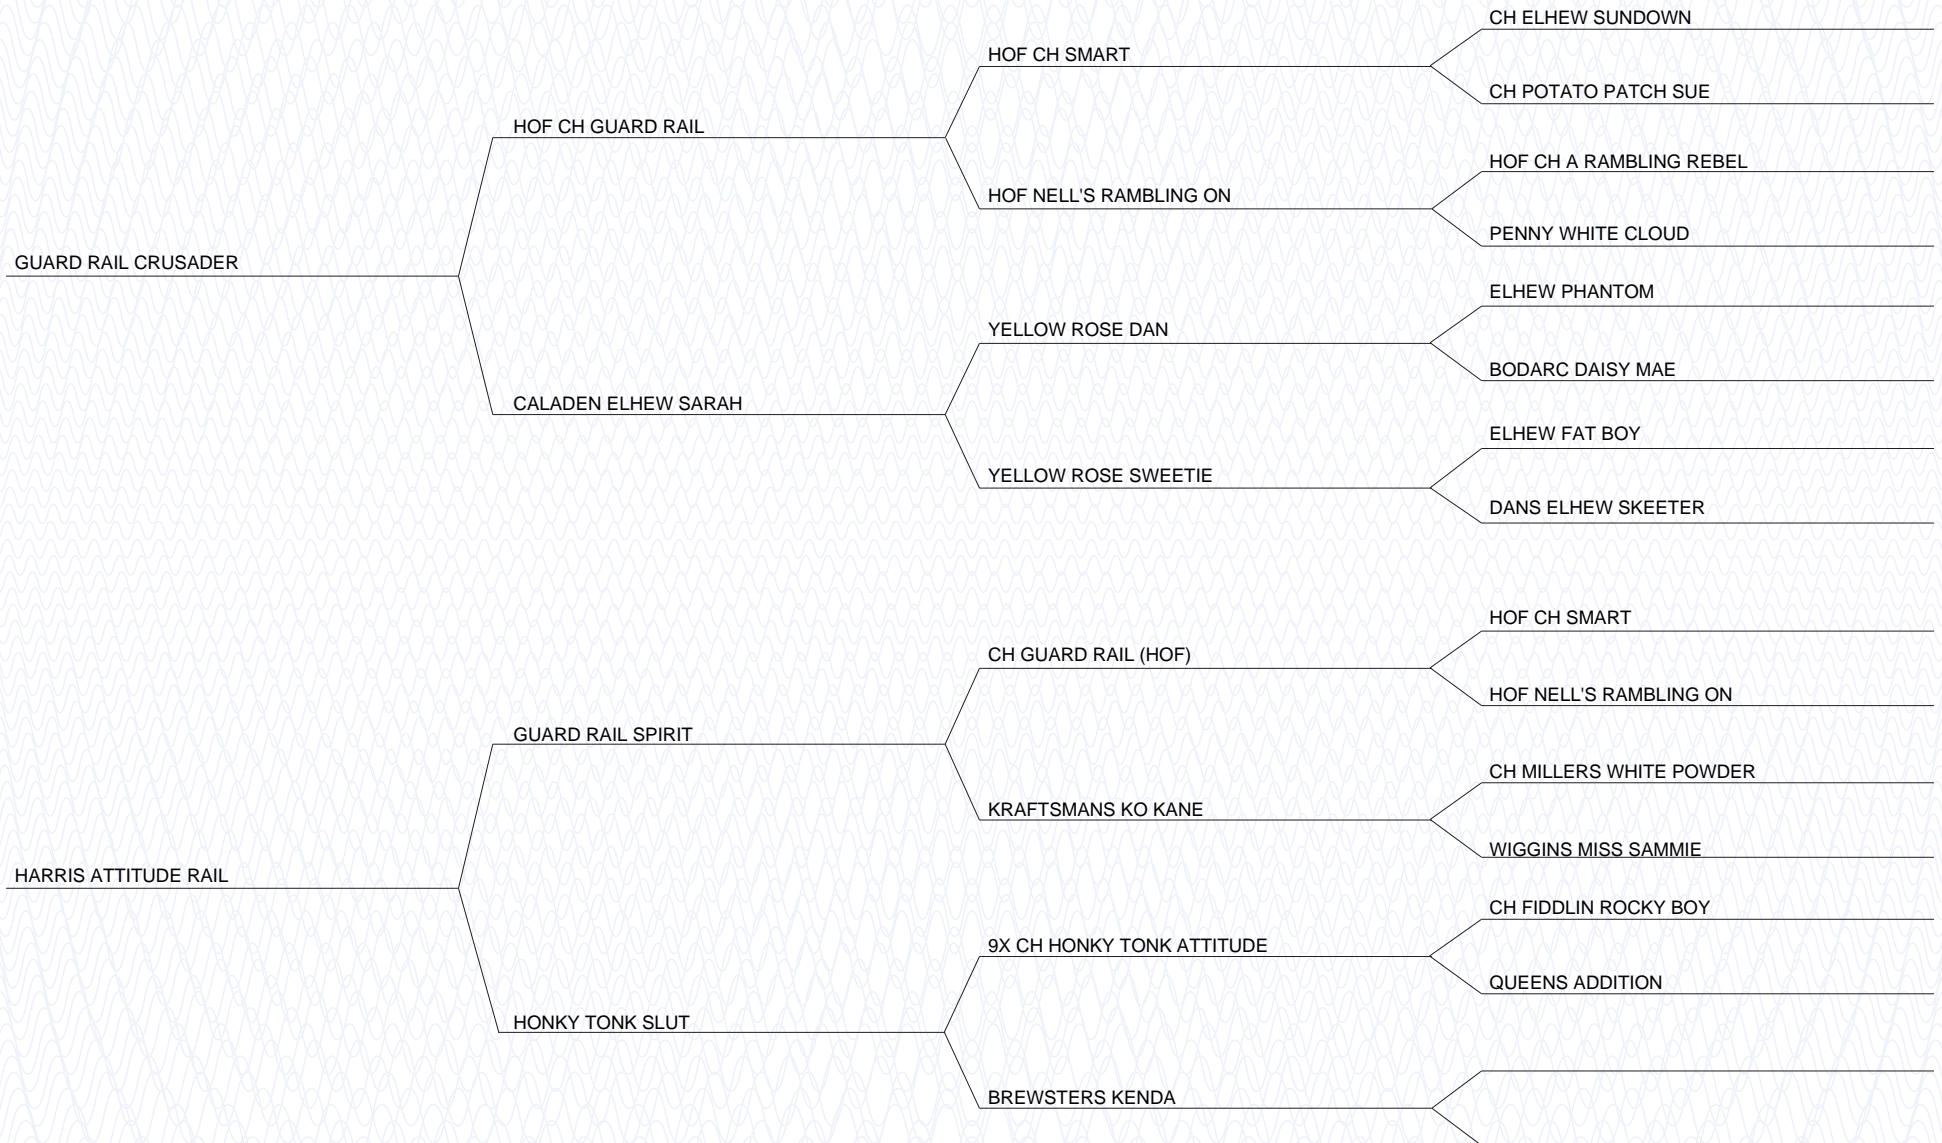 CH ELHEW SUNDOWN
HOF CH SMART
CH POTATO PATCH SUE
HOF CH GUARD RAIL
HOF CH A RAMBLING REBEL
HOF NELL'S RAMBLING ON
PENNY WHITE CLOUD
GUARD RAIL CRUSADER
ELHEW PHANTOM
YELLOW ROSE DAN
BODARC DAISY MAE
CALADEN ELHEW SARAH
ELHEW FAT BOY
YELLOW ROSE SWEETIE
DANS ELHEW SKEETER
HOF CH SMART
CH GUARD RAIL (HOF)
HOF NELL'S RAMBLING ON
GUARD RAIL SPIRIT
CH MILLERS WHITE POWDER
KRAFTSMANS KO KANE
WIGGINS MISS SAMMIE
HARRIS ATTITUDE RAIL
CH FIDDLIN ROCKY BOY
9X CH HONKY TONK ATTITUDE
QUEENS ADDITION
HONKY TONK SLUT
BREWSTERS KENDA